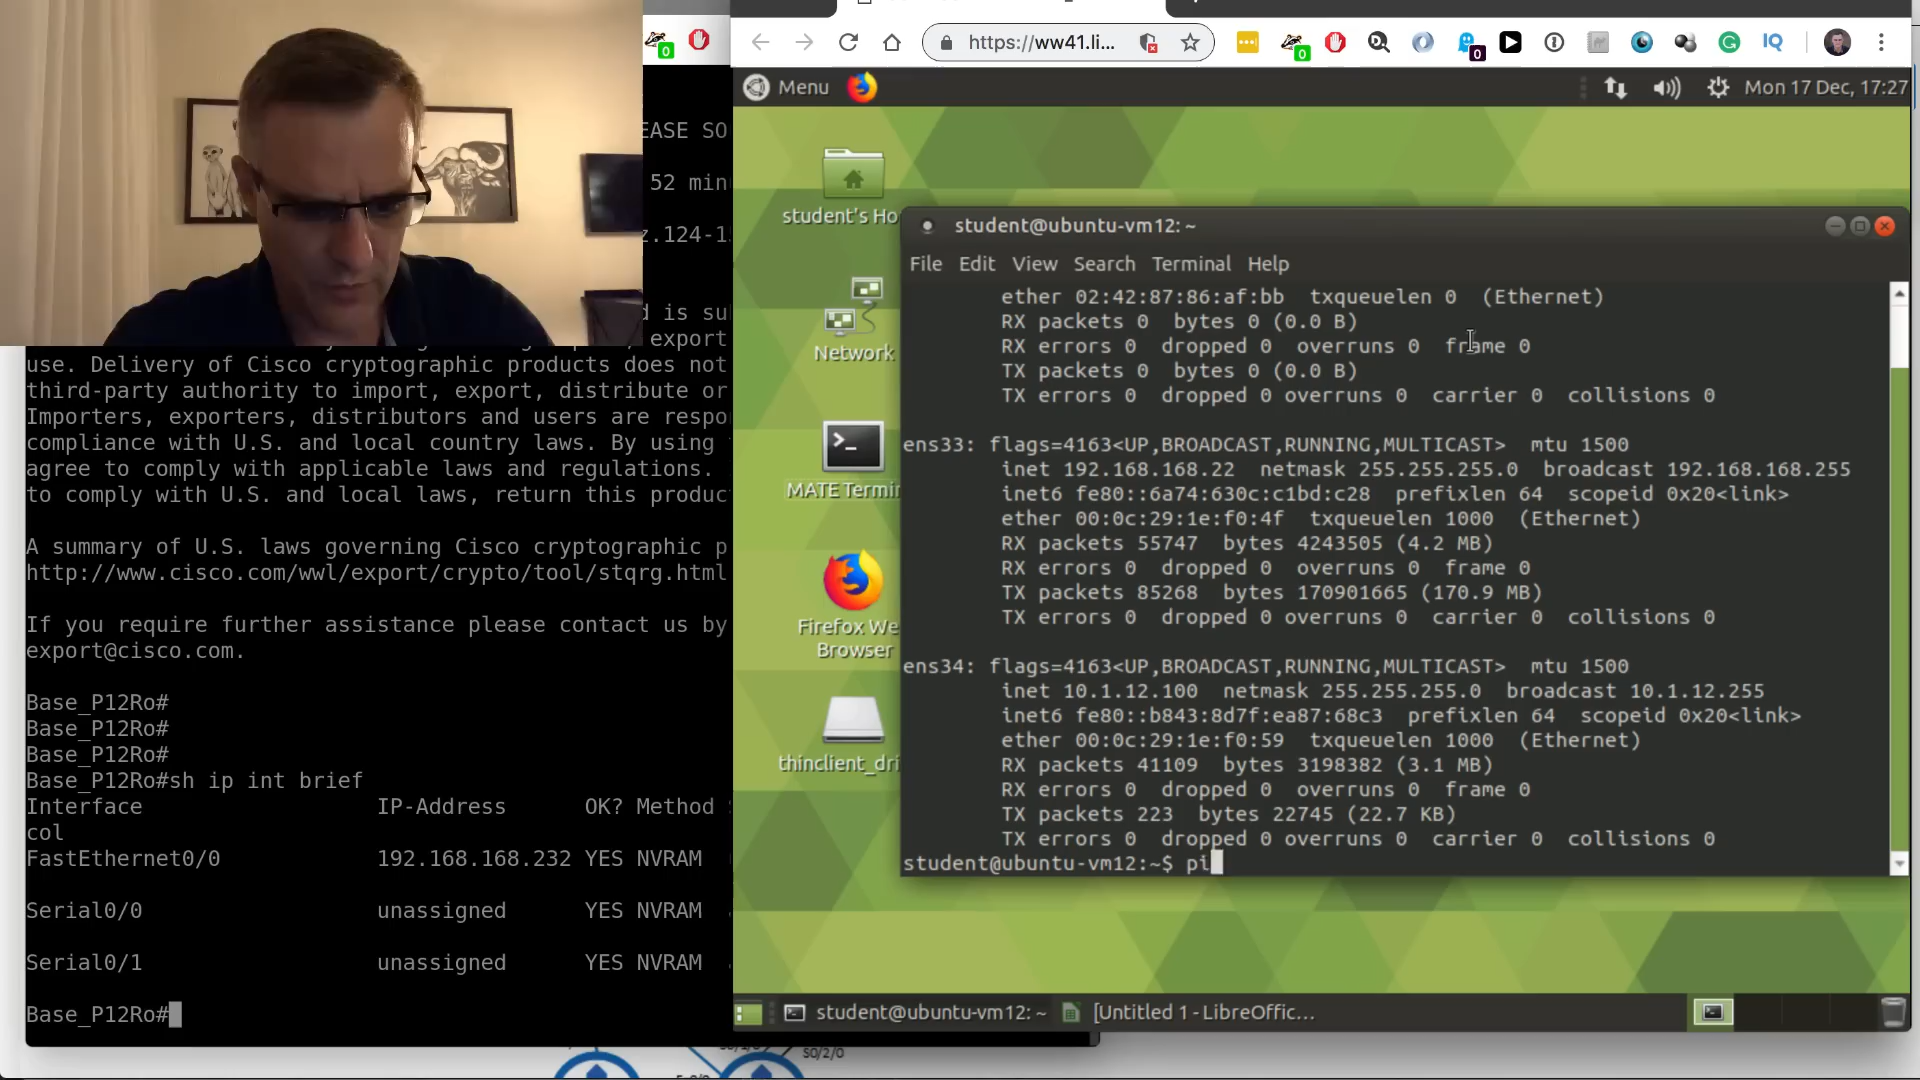 https://ww41.li...
0
0
0
IQ
Menu
Mon 17 Dec, 17:27
EASE SO
52 min
z.124-15
d is su
export
use. Delivery of Cisco cryptographic products does not
third-party authority to import, export, distribute or
Importers, exporters, distributors and users are respo
compliance with U.S. and local country laws. By using
agree to comply with applicable laws and regulations.
to comply with U.S. and local laws, return this produc
A summary of U.S. laws governing Cisco cryptographic p
http://www.cisco.com/wwl/export/crypto/tool/stqrg.html
If you require further assistance please contact us by
export@cisco.com.
Base_P12Ro#
Base_P12Ro#
Base_P12Ro#
Base_P12Ro#sh ip int brief
Interface IP-Address OK? Method
col
FastEthernet0/0 192.168.168.232 YES NVRAM
Serial0/0 unassigned YES NVRAM
Serial0/1 unassigned YES NVRAM
Base_P12Ro#
S0/2/0
student's Ho
Network
MATE Termin
Firefox We
Browser
thinclient_dri
student@ubuntu-vm12: ~
File Edit View Search Terminal Help
ether 02:42:87:86:af:bb txqueuelen 0 (Ethernet)
RX packets 0 bytes 0 (0.0 B)
RX errors 0 dropped 0 overruns 0 frame 0
TX packets 0 bytes 0 (0.0 B)
TX errors 0 dropped 0 overruns 0 carrier 0 collisions 0
ens33: flags=4163<UP,BROADCAST,RUNNING,MULTICAST> mtu 1500
inet 192.168.168.22 netmask 255.255.255.0 broadcast 192.168.168.255
inet6 fe80::6a74:630c:c1bd:c28 prefixlen 64 scopeid 0x20<link>
ether 00:0c:29:1e:f0:4f txqueuelen 1000 (Ethernet)
RX packets 55747 bytes 4243505 (4.2 MB)
RX errors 0 dropped 0 overruns 0 frame 0
TX packets 85268 bytes 170901665 (170.9 MB)
TX errors 0 dropped 0 overruns 0 carrier 0 collisions 0
ens34: flags=4163<UP,BROADCAST,RUNNING,MULTICAST> mtu 1500
inet 10.1.12.100 netmask 255.255.255.0 broadcast 10.1.12.255
inet6 fe80::b843:8d7f:ea87:68c3 prefixlen 64 scopeid 0x20<link>
ether 00:0c:29:1e:f0:59 txqueuelen 1000 (Ethernet)
RX packets 41109 bytes 3198382 (3.1 MB)
RX errors 0 dropped 0 overruns 0 frame 0
TX packets 223 bytes 22745 (22.7 KB)
TX errors 0 dropped 0 overruns 0 carrier 0 collisions 0
student@ubuntu-vm12:~$ pi
student@ubuntu-vm12: ~
[Untitled 1 - LibreOffic...